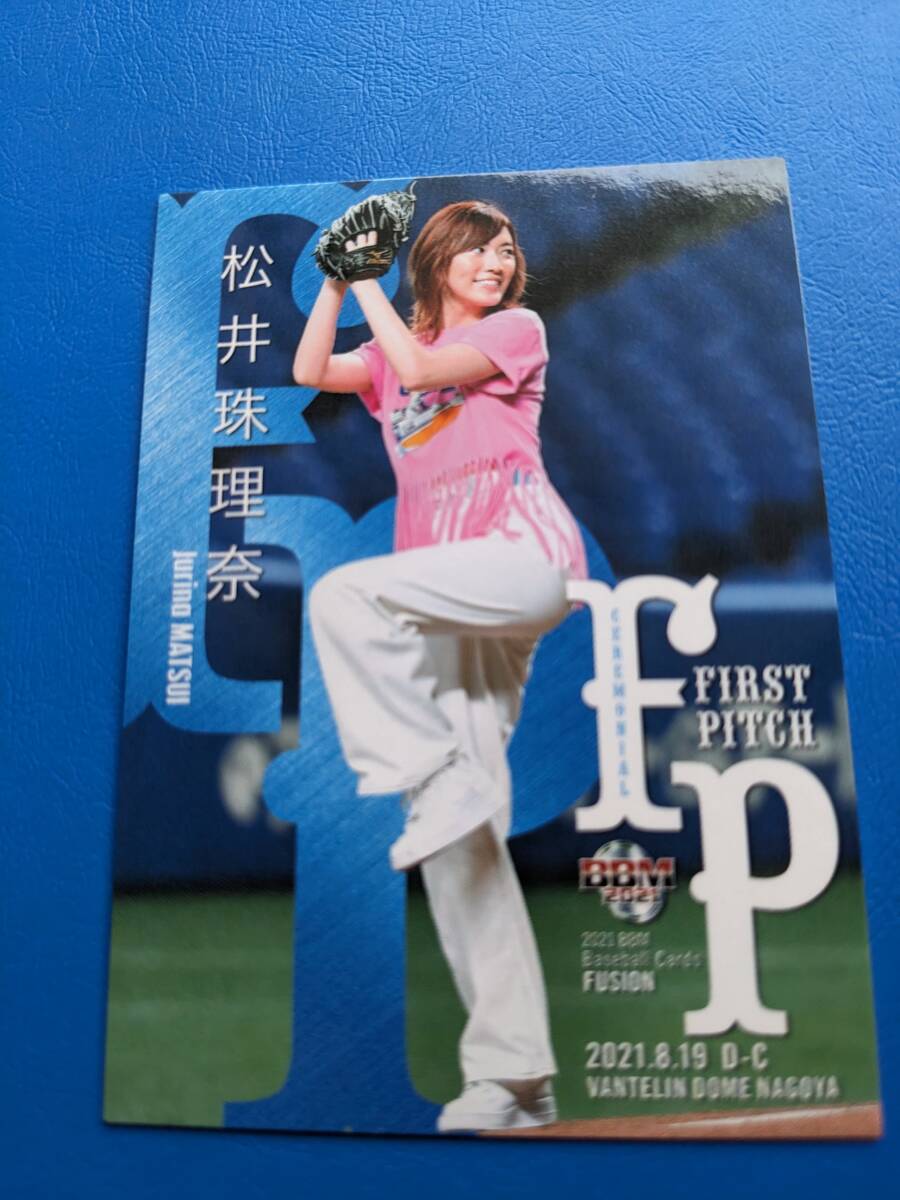 松井珠理奈
Jurina MATSUI
CEREMONIAL
fp
FIRST
PITCH
BBM
2021
2021 BBM
Baseball Cards
FUSION
2021.8.19 D-C
VANTELIN DOME NAGOYA